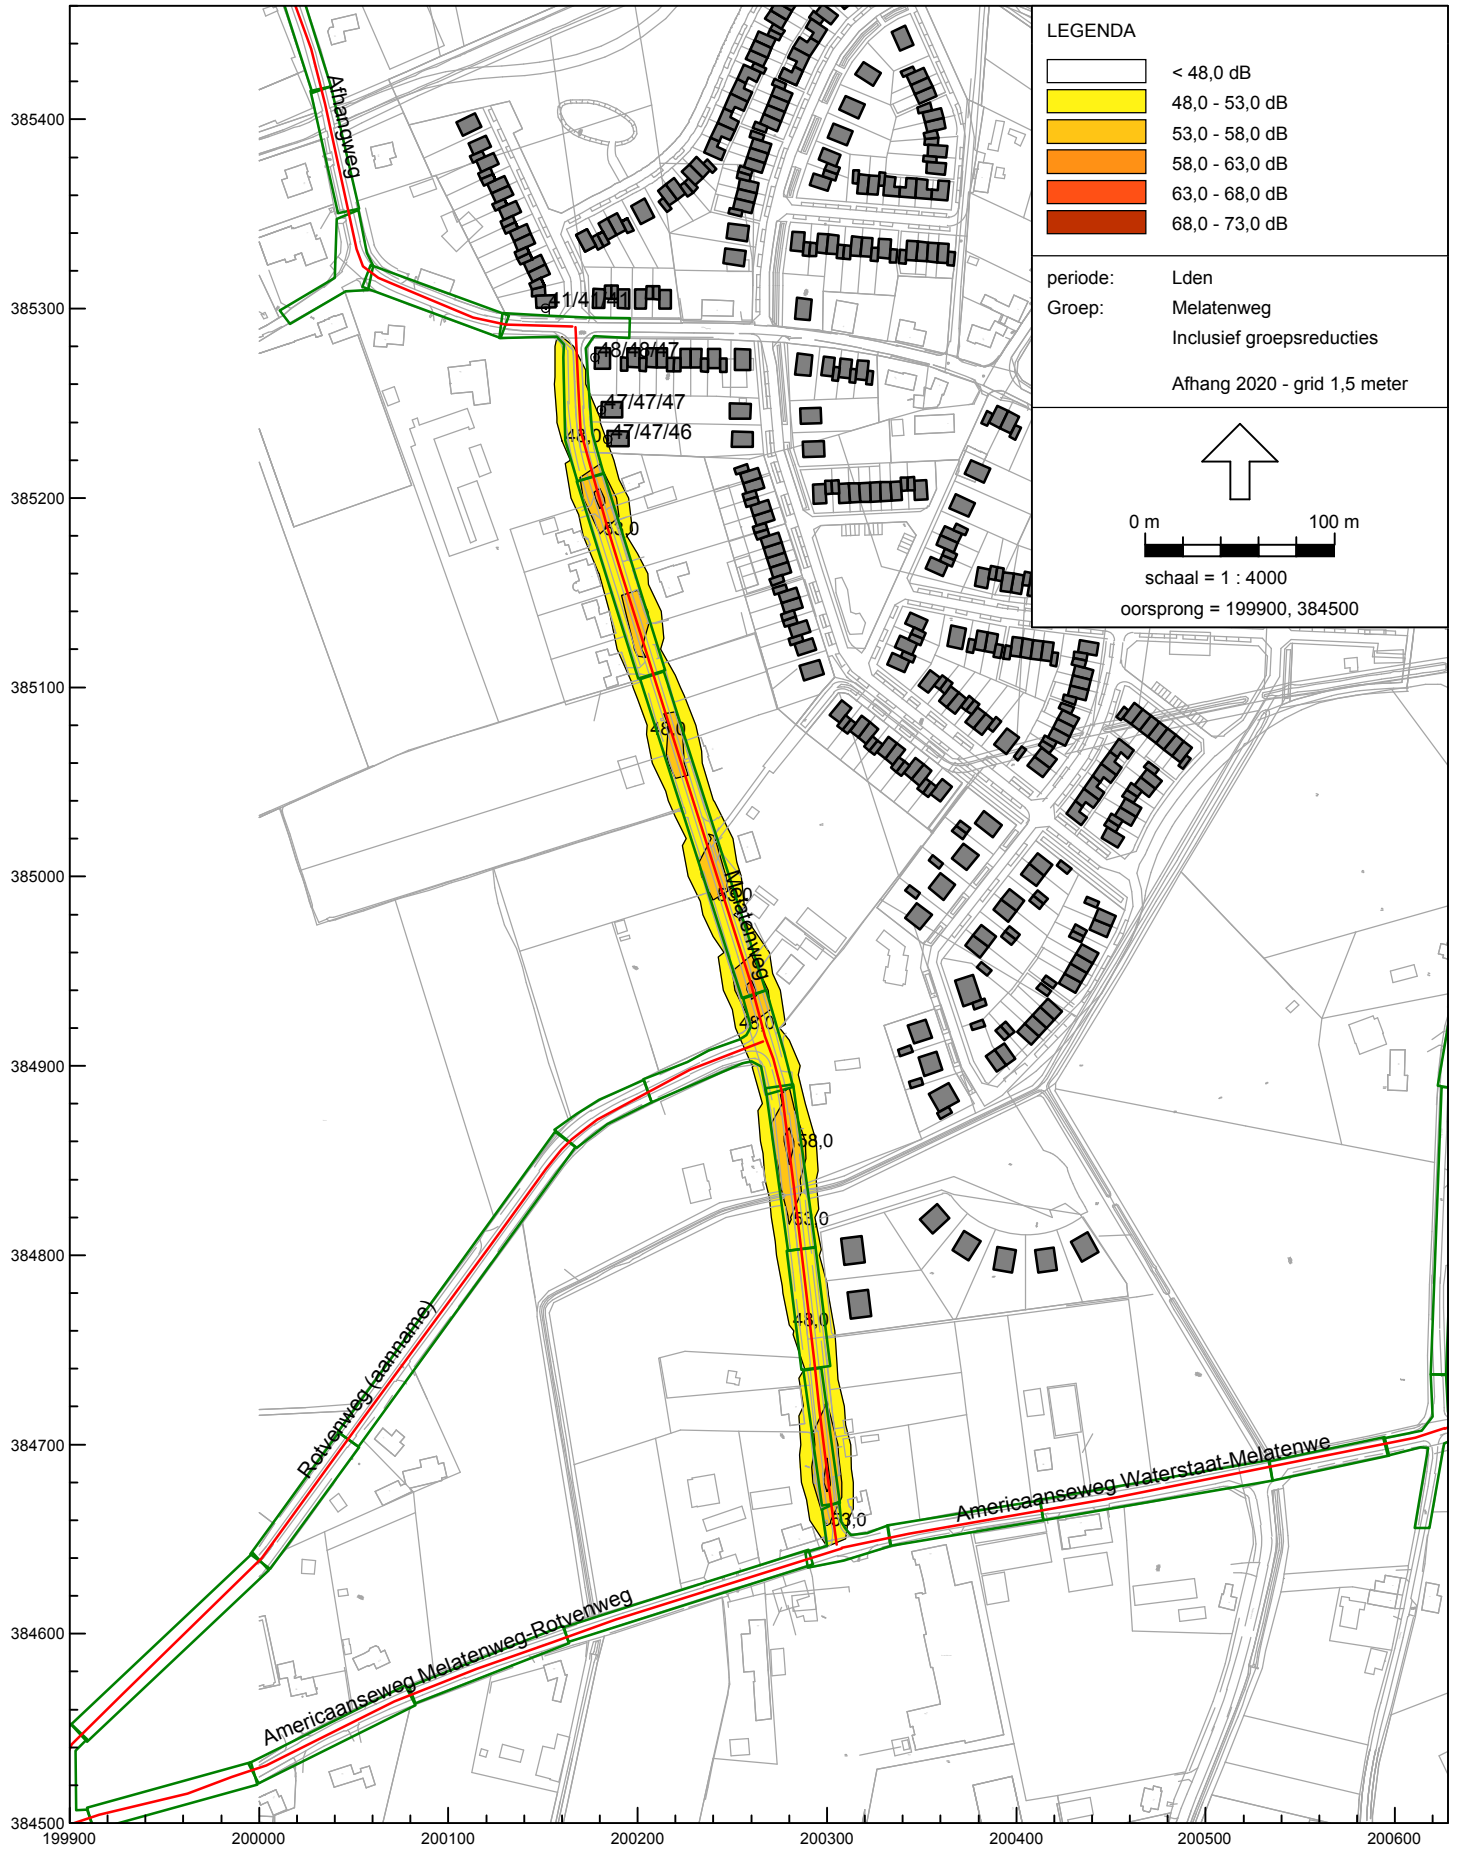 LEGENDA
< 48,0 dB
48,0 - 53,0 dB
53,0 - 58,0 dB
58,0 - 63,0 dB
63,0 - 68,0 dB
68,0 - 73,0 dB
periode: Lden
Groep: Melatenweg
Inclusief groepsreducties
Afhang 2020 - grid 1,5 meter
0 m 100 m
schaal = 1 : 4000
oorsprong = 199900, 384500
Afhangweg
41/41/41
48/48/47
47/47/47
48,0
47/47/46
53,0
48,0
53,0
Melatenweg
48,0
58,0
53,0
48,0
Rotvenweg (aanname)
Americaanseweg Waterstaat-Melatenwe
53,0
Americaanseweg Melatenweg-Rotvenweg
385400
385300
385200
385100
385000
384900
384800
384700
384600
384500
199900 200000 200100 200200 200300 200400 200500 200600